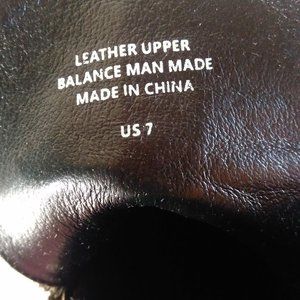 LEATHER UPPER
BALANCE MAN MADE
MADE IN CHINA
US 7